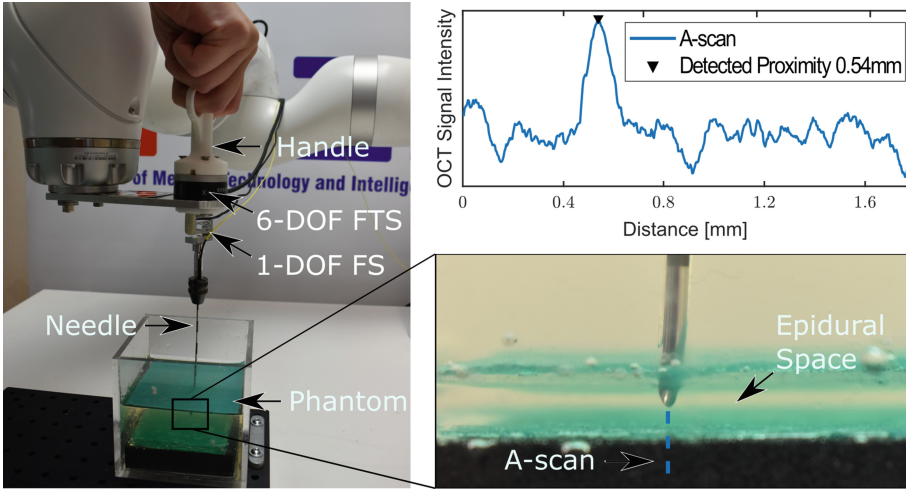 Handle
of Me
Technology and Intellige
6-DOF FTS
1-DOF FS
Needle
Phantom
OCT Signal Intensity
A-scan
Detected Proximity 0.54mm
0 0.4 0.8 1.2 1.6
Distance [mm]
Epidural
Space
A-scan